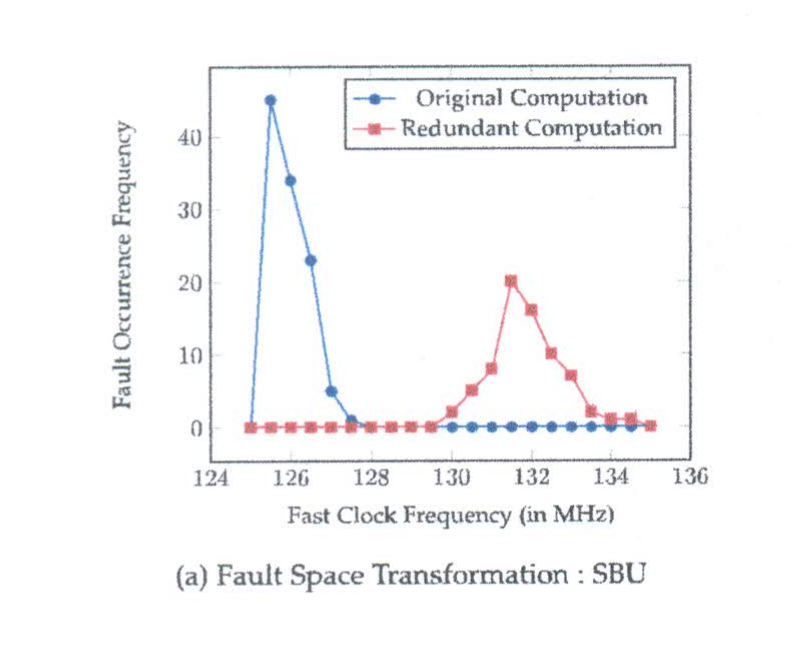 Original Computation
Redundant Computation
Fault Occurrence Frequency
40
30
20
10
0
124 126 128 130 132 134 136
Fast Clock Frequency (in MHz)
(a) Fault Space Transformation : SBU